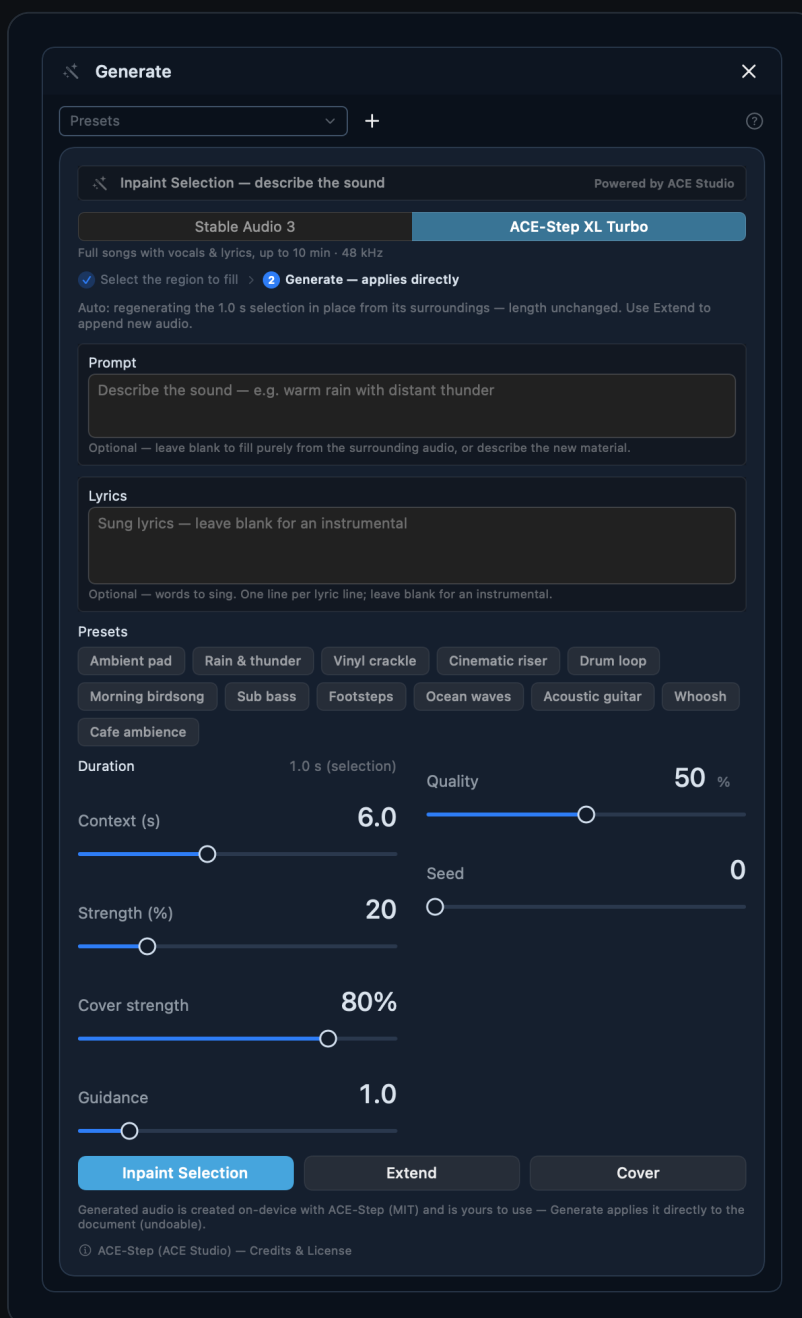 Generate
Presets
Inpaint Selection — describe the sound
Powered by ACE Studio
Stable Audio 3
ACE-Step XL Turbo
Full songs with vocals & lyrics, up to 10 min · 48 kHz
Select the region to fill
2
Generate — applies directly
Auto: regenerating the 1.0 s selection in place from its surroundings — length unchanged. Use Extend to
append new audio.
Prompt
Describe the sound — e.g. warm rain with distant thunder
Optional — leave blank to fill purely from the surrounding audio, or describe the new material.
Lyrics
Sung lyrics — leave blank for an instrumental
Optional — words to sing. One line per lyric line; leave blank for an instrumental.
Presets
Ambient pad
Rain & thunder
Vinyl crackle
Cinematic riser
Drum loop
Morning birdsong
Sub bass
Footsteps
Ocean waves
Acoustic guitar
Whoosh
Cafe ambience
Duration
1.0 s (selection)
Quality
50 %
Context (s)
6.0
Seed
0
Strength (%)
20
Cover strength
80%
Guidance
1.0
Inpaint Selection
Extend
Cover
Generated audio is created on-device with ACE-Step (MIT) and is yours to use — Generate applies it directly to the
document (undoable).
ACE-Step (ACE Studio) — Credits & License